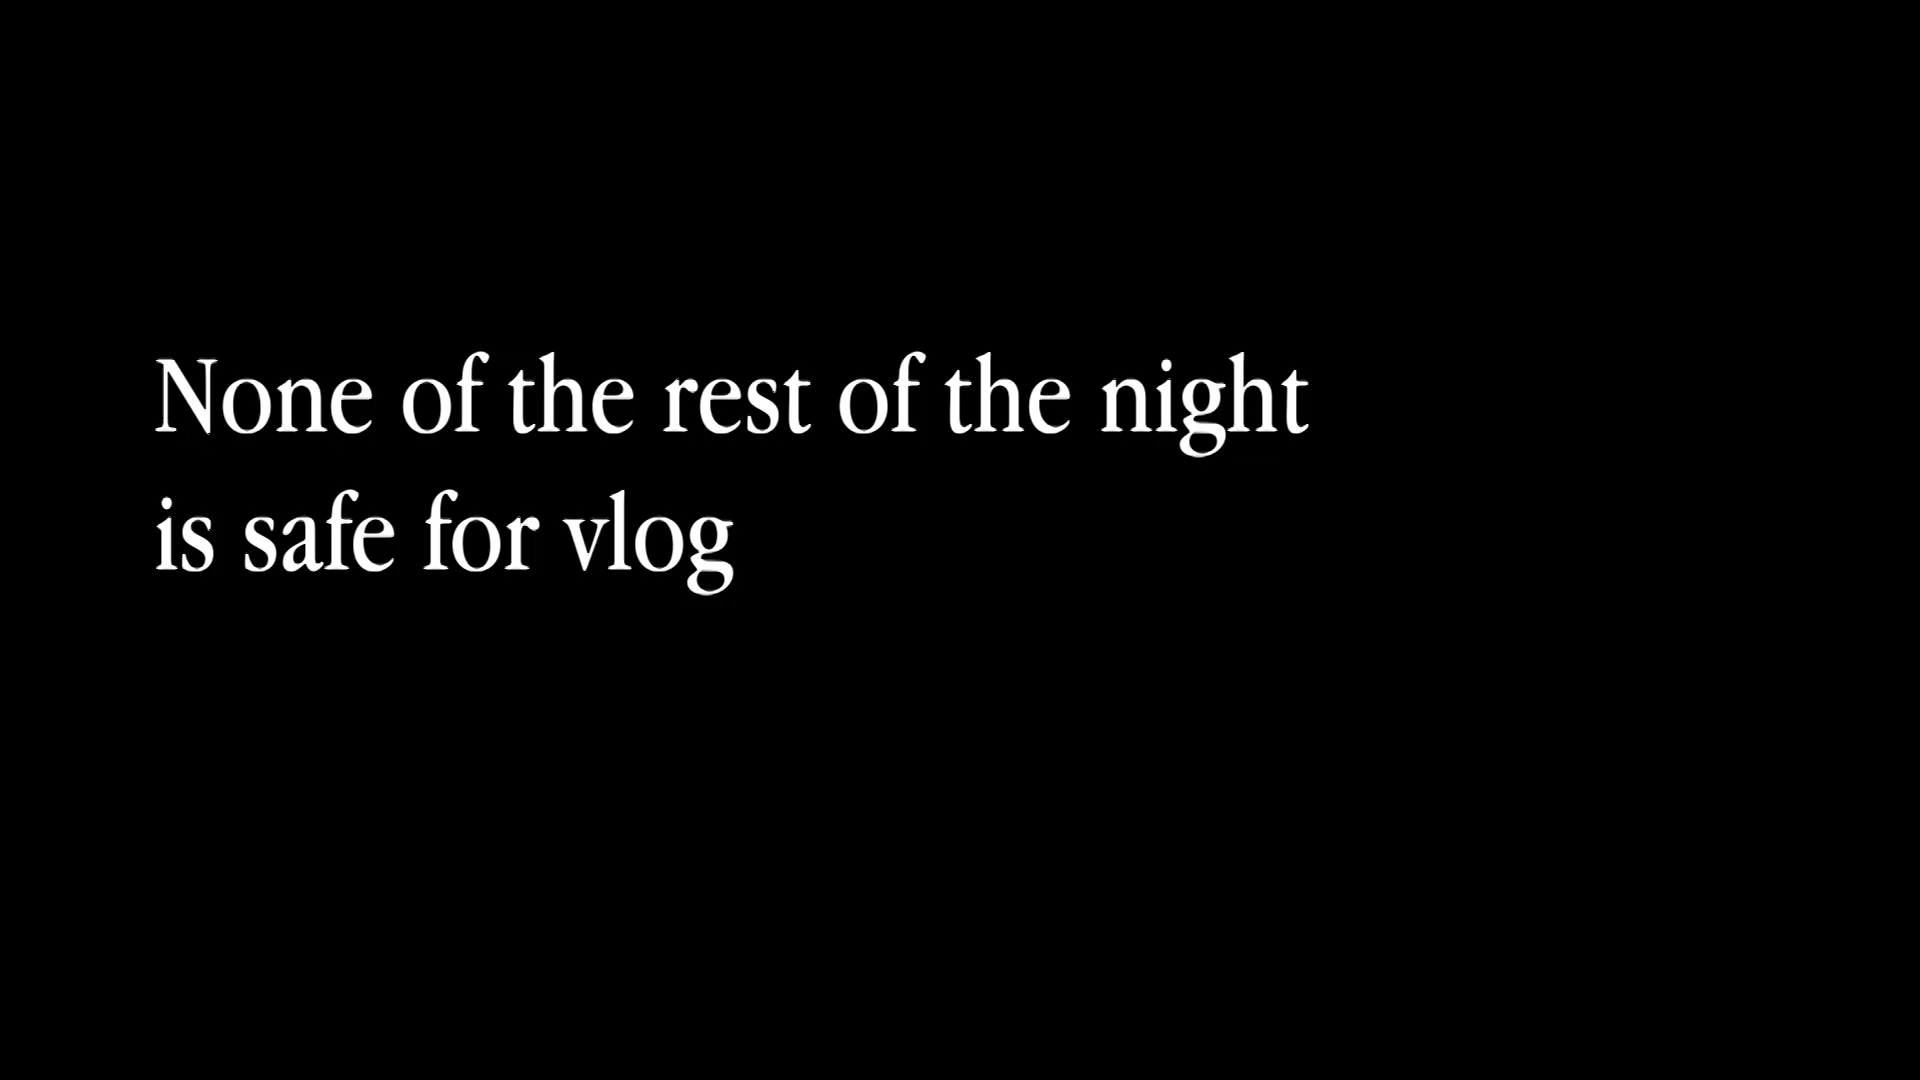 None of the rest of the night
is safe for vlog